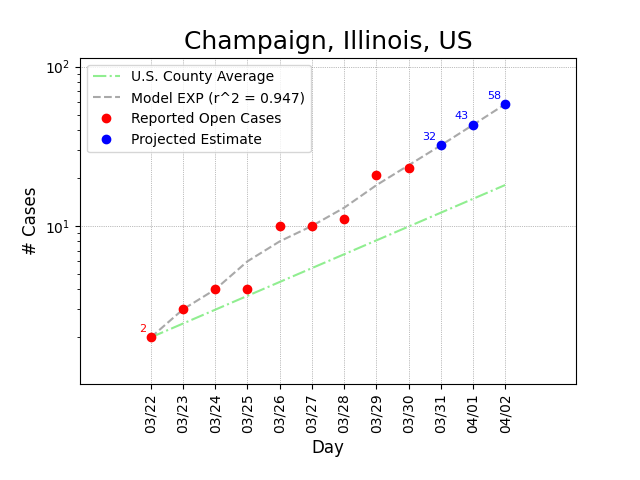 Champaign, Illinois, US
U.S. County Average
Model EXP (r^2 = 0.947)
Reported Open Cases
Projected Estimate
10²
10¹
# Cases
2
32
43
58
03/22
03/23
03/24
03/25
03/26
03/27
03/28
03/29
03/30
03/31
04/01
04/02
Day